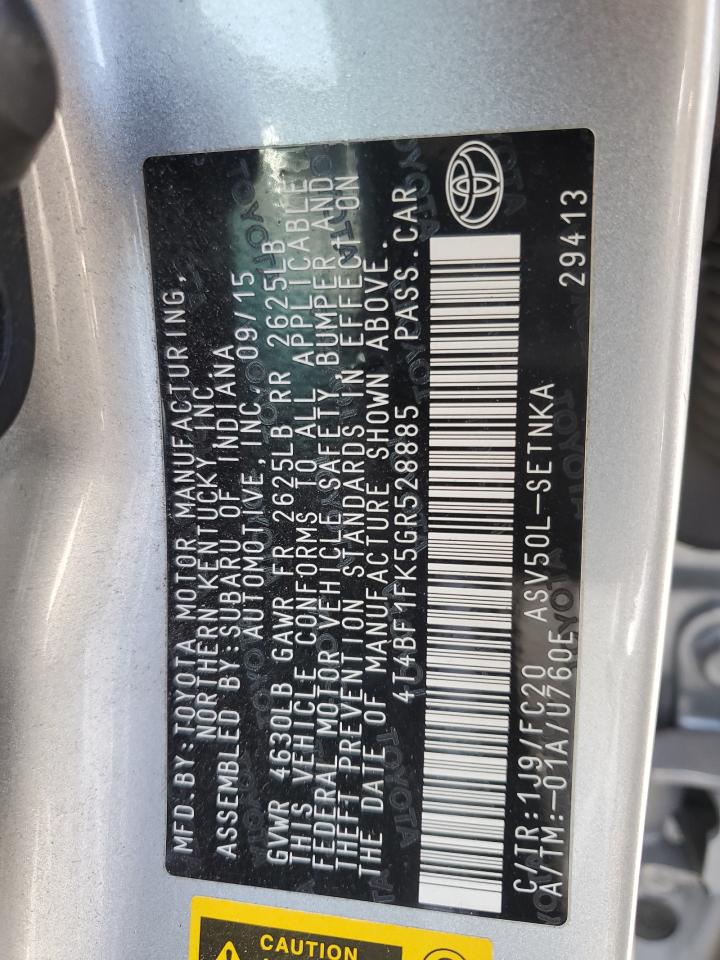 MFD.BY:TOYOTA MOTOR MANUFACTURING,
NORTHERN KENTUCKY INC
ASSEMBLED BY:SUBARU OF INDIANA
AUTOMOTIVE, INC. 09/15
GVWR 4630LB GAWR FR 2625LB RR 2625LB
THIS VEHICLE CONFORMS TO ALL APPLICABLE
FEDERAL MOTOR VEHICLE SAFETY, BUMPER AND
THEFT PREVENTION STANDARDS IN EFFECT ON
THE DATE OF MANUFACTURE SHOWN ABOVE.
4T4BF1FK5GR528885 PASS.CAR
C/TR:1J9/FC20 ASV50L-SETNKA
A/TM:-01A/U760E 29413
CAUTION